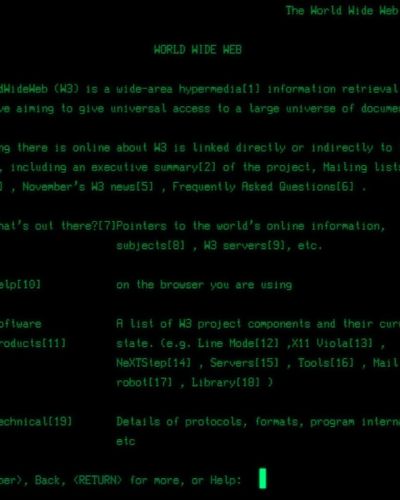 The World Wide Web
WORLD WIDE WEB
dWideWeb (W3) is a wide-area hypermedia[1] information retrieval
ve aiming to give universal access to a large universe of docume
ng there is online about W3 is linked directly or indirectly to
, including an executive summary[2] of the project, Mailing lists
] , November's W3 news[5] , Frequently Asked Questions[6] .
hat's out there?[7]Pointers to the world's online information,
subjects[8] , W3 servers[9], etc.
elp[10] on the browser you are using
oftware A list of W3 project components and their curr
roducts[11] state. (e.g. Line Mode[12] ,X11 Viola[13] ,
NeXTStep[14] , Servers[15] , Tools[16] , Mail
robot[17] , Library[18] )
echnical[19] Details of protocols, formats, program interna
etc
ber>, Back, <RETURN> for more, or Help: